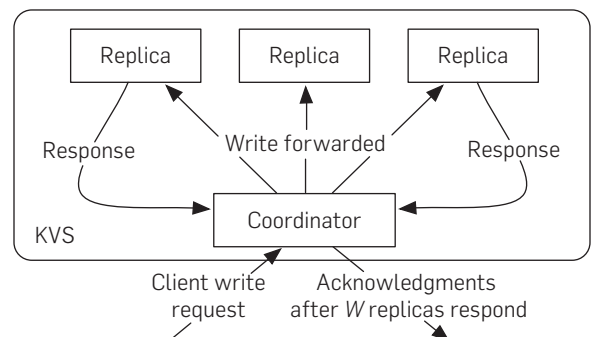 Replica
Replica
Replica
Write forwarded
Response
Response
Coordinator
KVS
Client write
request
Acknowledgments
after W replicas respond